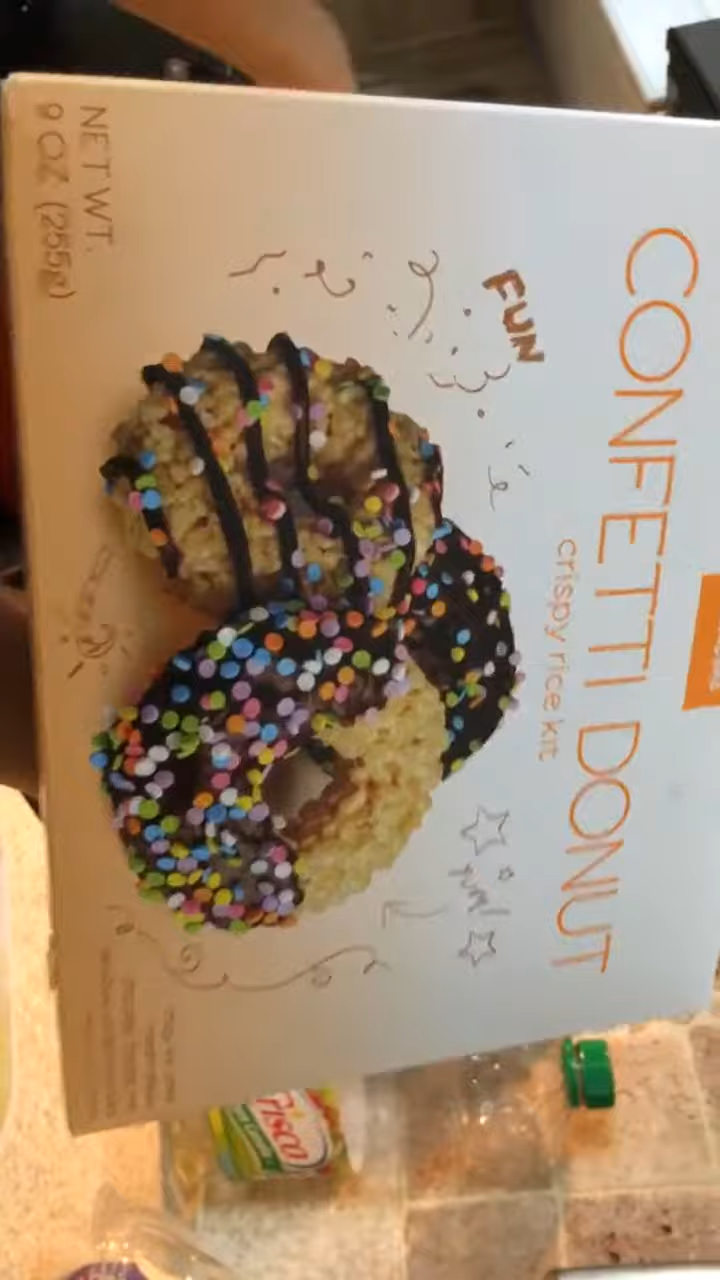 CONFETTI DONUT
crispy rice kit
FUN
fun!
NET WT.
9 OZ (255g)
Crisco